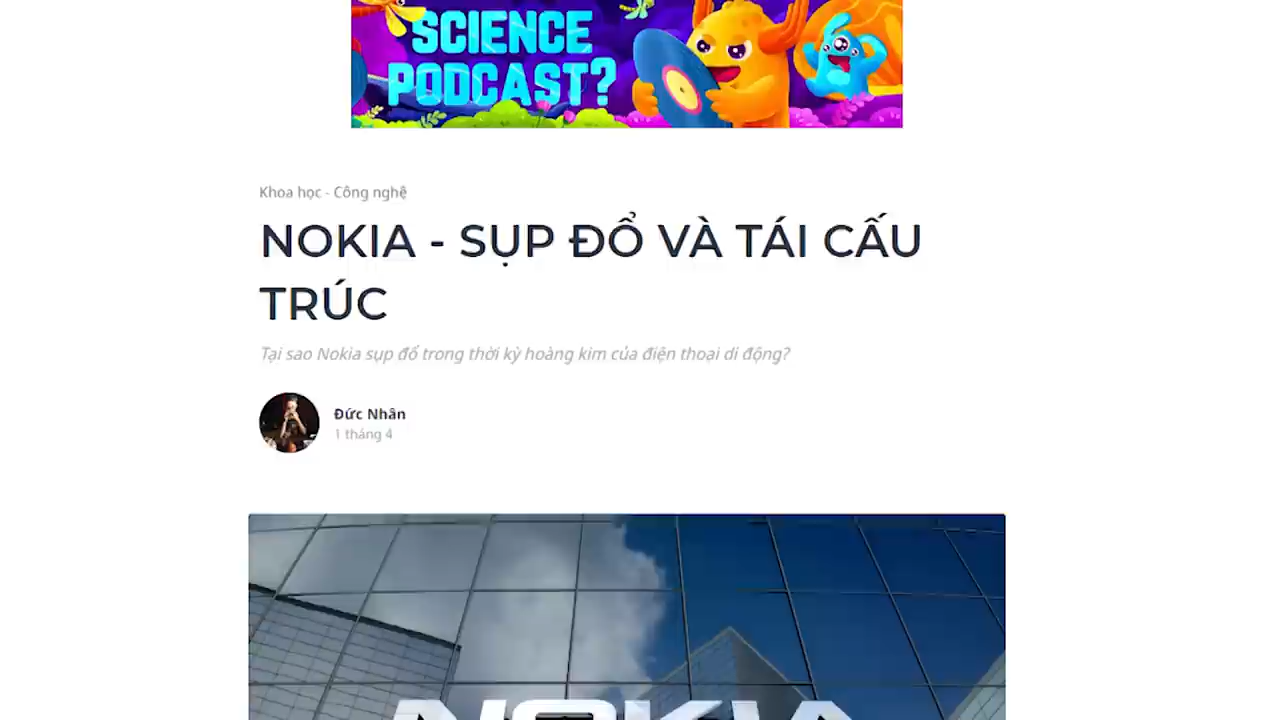 SCIENCE
PODCAST?
Khoa học - Công nghệ
NOKIA - SỤP ĐỔ VÀ TÁI CẤU
TRÚC
Tại sao Nokia sụp đổ trong thời kỳ hoàng kim của điện thoại di động?
Đức Nhân
1 tháng 4
NOKIA